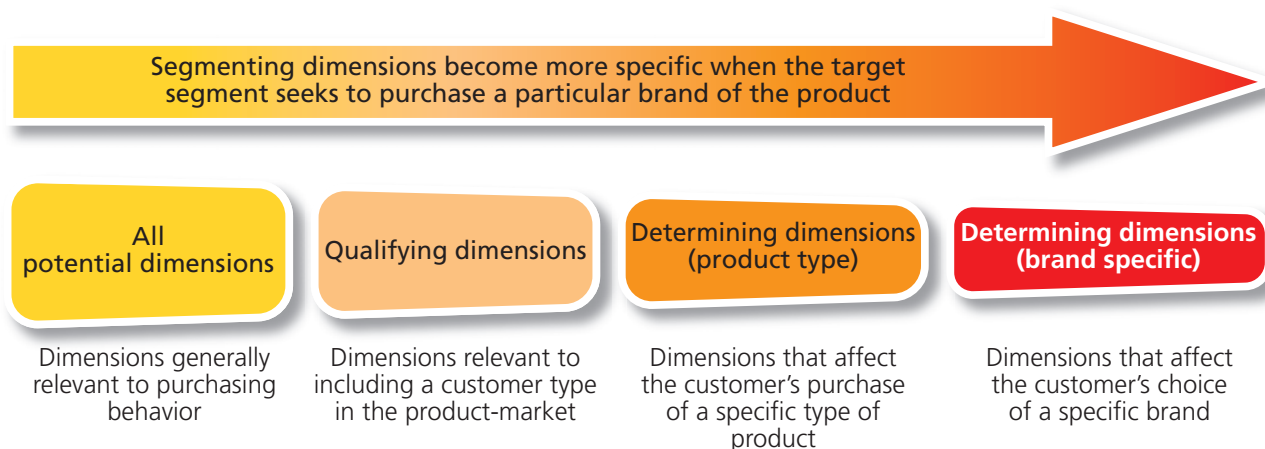 Segmenting dimensions become more specific when the target
segment seeks to purchase a particular brand of the product
All
potential dimensions
Qualifying dimensions
Determining dimensions
(product type)
Determining dimensions
(brand specific)
Dimensions generally
relevant to purchasing
behavior
Dimensions relevant to
including a customer type
in the product-market
Dimensions that affect
the customer’s purchase
of a specific type of
product
Dimensions that affect
the customer’s choice
of a specific brand